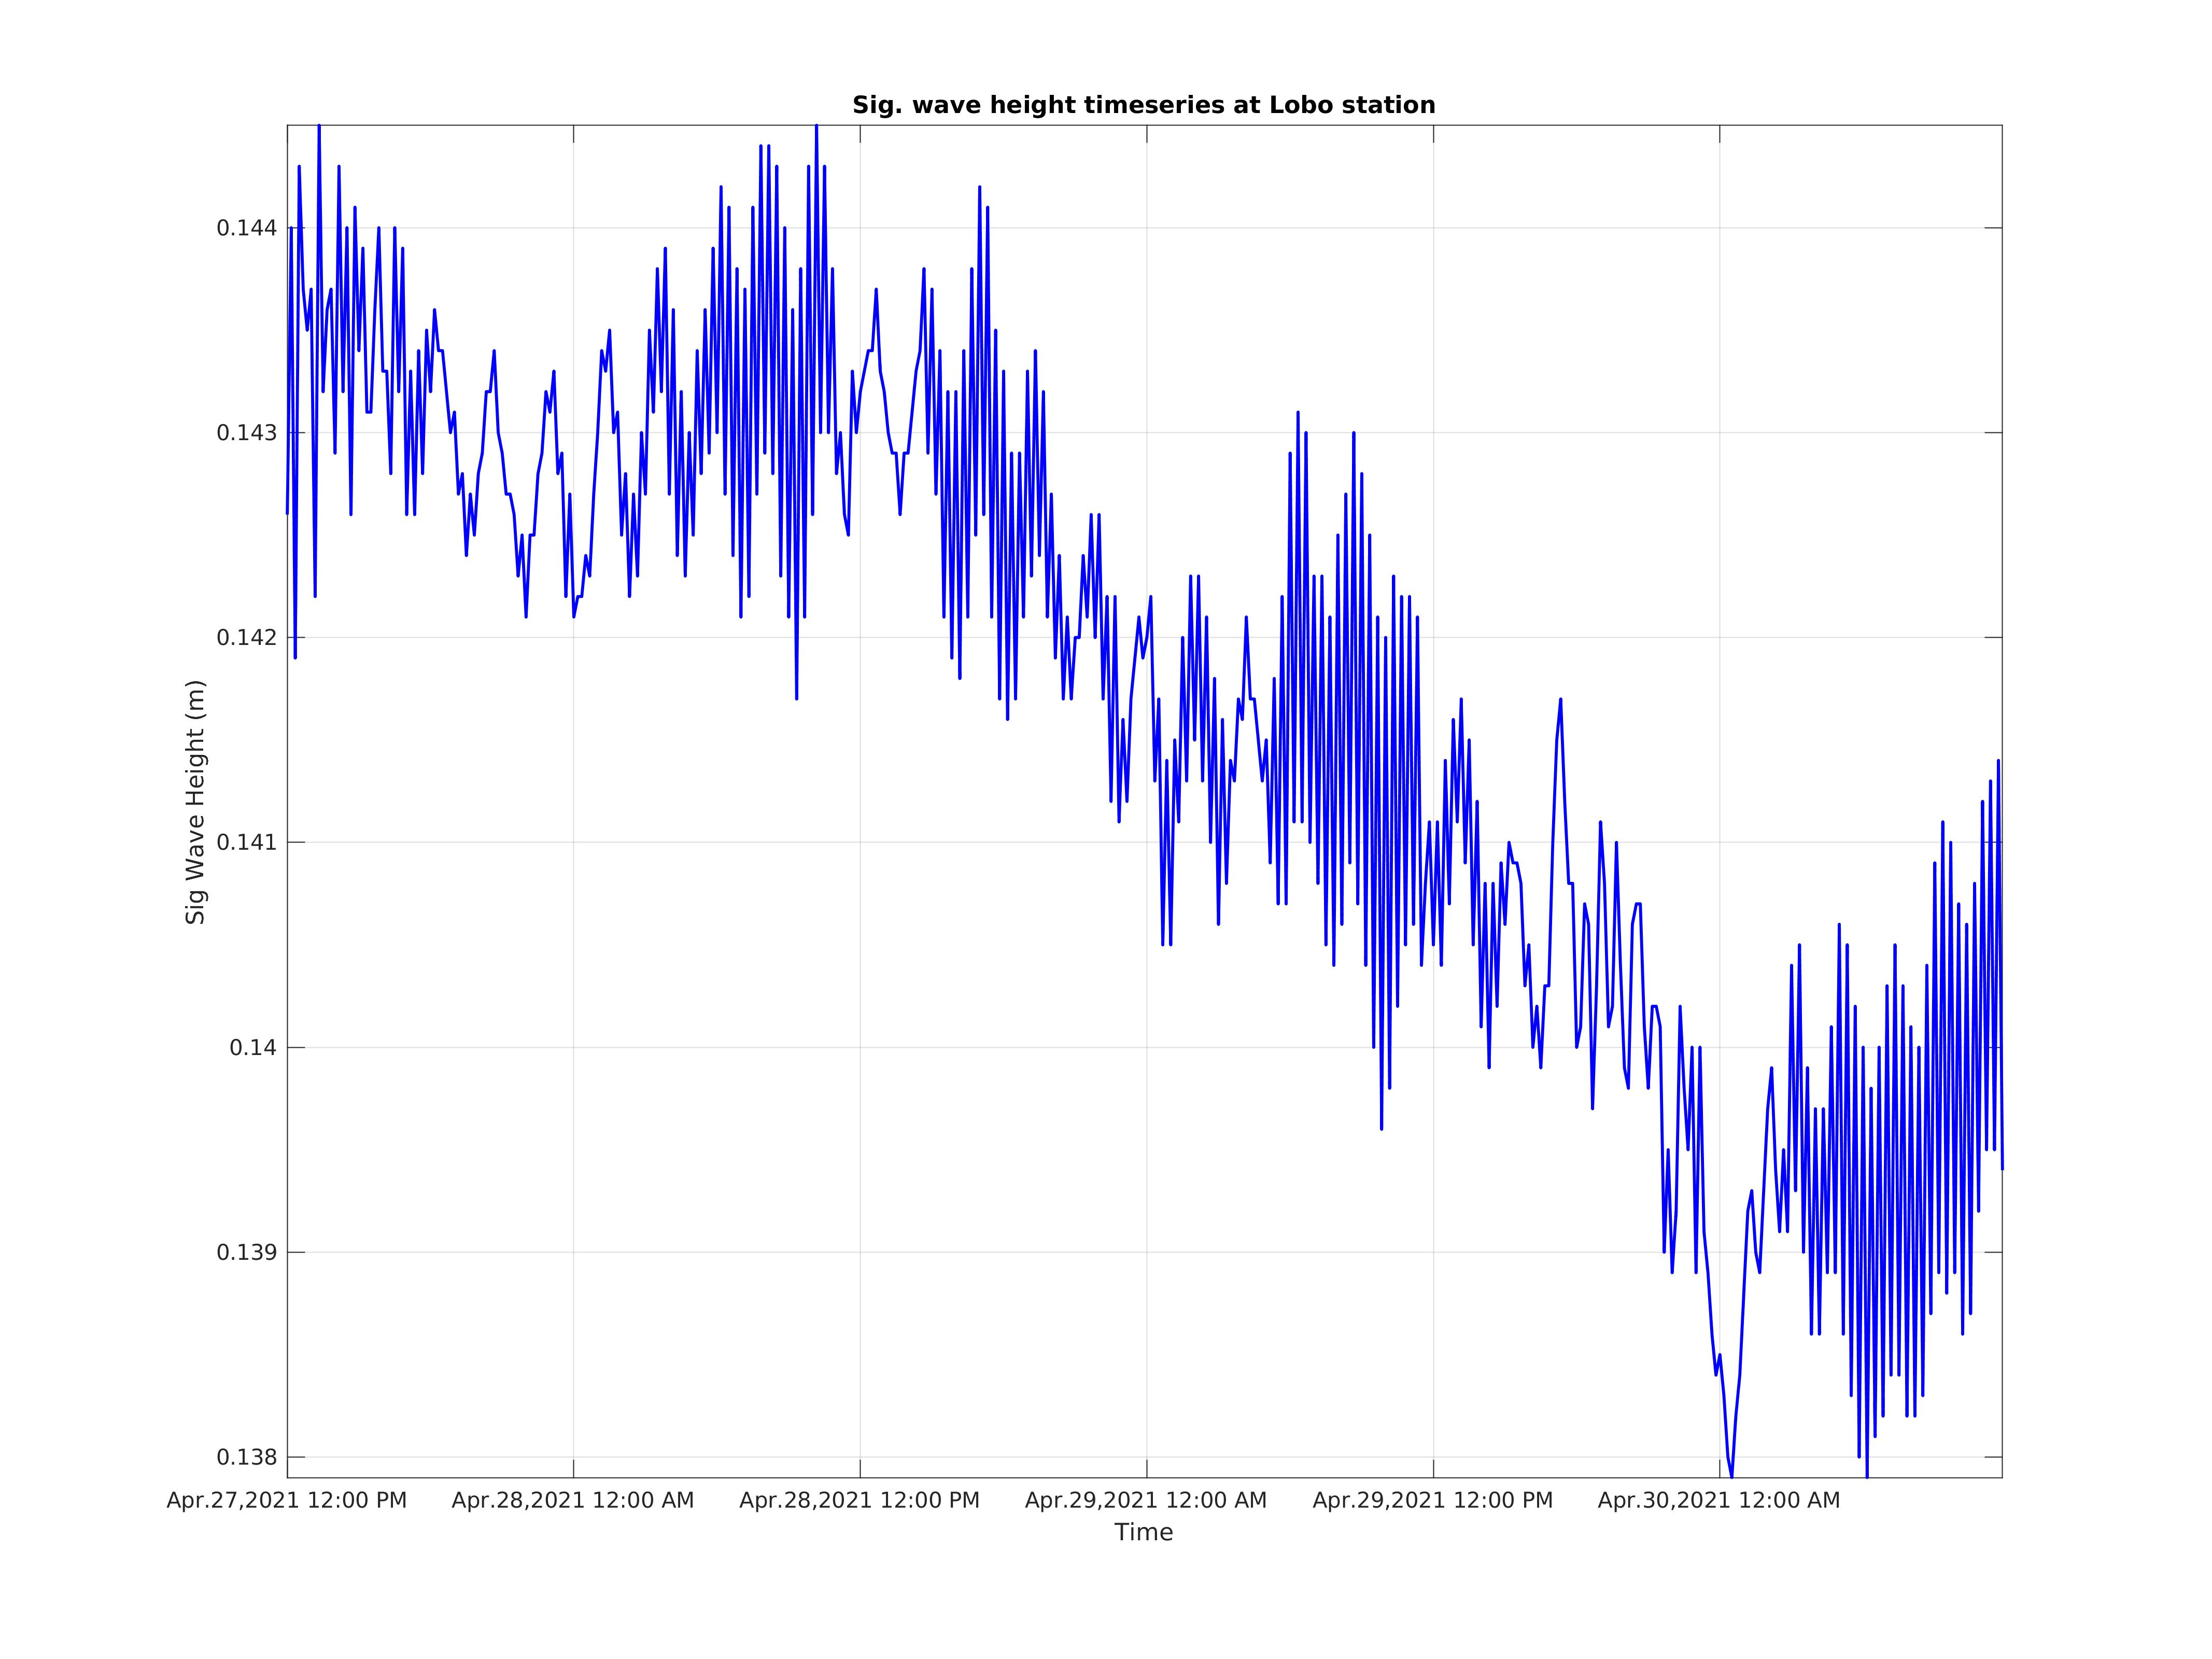 Sig. wave height timeseries at Lobo station
0.144
0.143
0.142
0.141
0.14
0.139
0.138
Sig Wave Height (m)
Apr.27,2021 12:00 PM Apr.28,2021 12:00 AM Apr.28,2021 12:00 PM Apr.29,2021 12:00 AM Apr.29,2021 12:00 PM Apr.30,2021 12:00 AM
Time